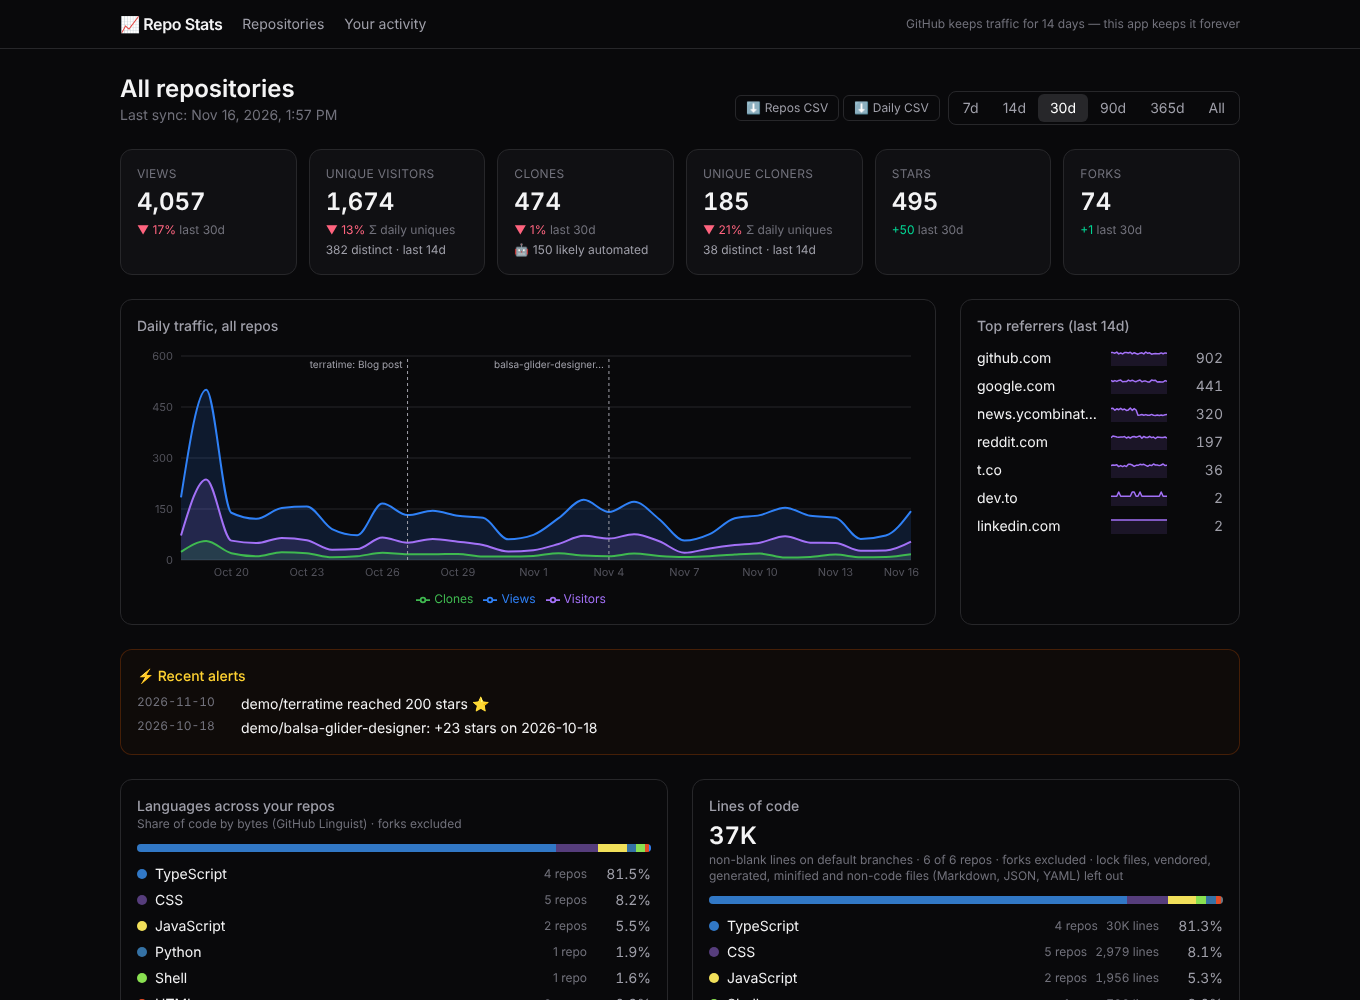 📈 Repo Stats Repositories Your activity GitHub keeps traffic for 14 days — this app keeps it forever
All repositories
Last sync: Nov 16, 2026, 1:57 PM
⬇️ Repos CSV ⬇️ Daily CSV 7d 14d 30d 90d 365d All
VIEWS
4,057
▼ 17% last 30d
UNIQUE VISITORS
1,674
▼ 13% Σ daily uniques
382 distinct · last 14d
CLONES
474
▼ 1% last 30d
🤖 150 likely automated
UNIQUE CLONERS
185
▼ 21% Σ daily uniques
38 distinct · last 14d
STARS
495
+50 last 30d
FORKS
74
+1 last 30d
Daily traffic, all repos
600
450
300
150
0
terratime: Blog post
balsa-glider-designer...
Oct 20 Oct 23 Oct 26 Oct 29 Nov 1 Nov 4 Nov 7 Nov 10 Nov 13 Nov 16
Clones Views Visitors
Top referrers (last 14d)
github.com 902
google.com 441
news.ycombinat... 320
reddit.com 197
t.co 36
dev.to 2
linkedin.com 2
⚡ Recent alerts
2026-11-10 demo/terratime reached 200 stars ⭐
2026-10-18 demo/balsa-glider-designer: +23 stars on 2026-10-18
Languages across your repos
Share of code by bytes (GitHub Linguist) · forks excluded
TypeScript 4 repos 81.5%
CSS 5 repos 8.2%
JavaScript 2 repos 5.5%
Python 1 repo 1.9%
Shell 1 repo 1.6%
Lines of code
37K
non-blank lines on default branches · 6 of 6 repos · forks excluded · lock files, vendored,
generated, minified and non-code files (Markdown, JSON, YAML) left out
TypeScript 4 repos 30K lines 81.3%
CSS 5 repos 2,979 lines 8.1%
JavaScript 2 repos 1,956 lines 5.3%